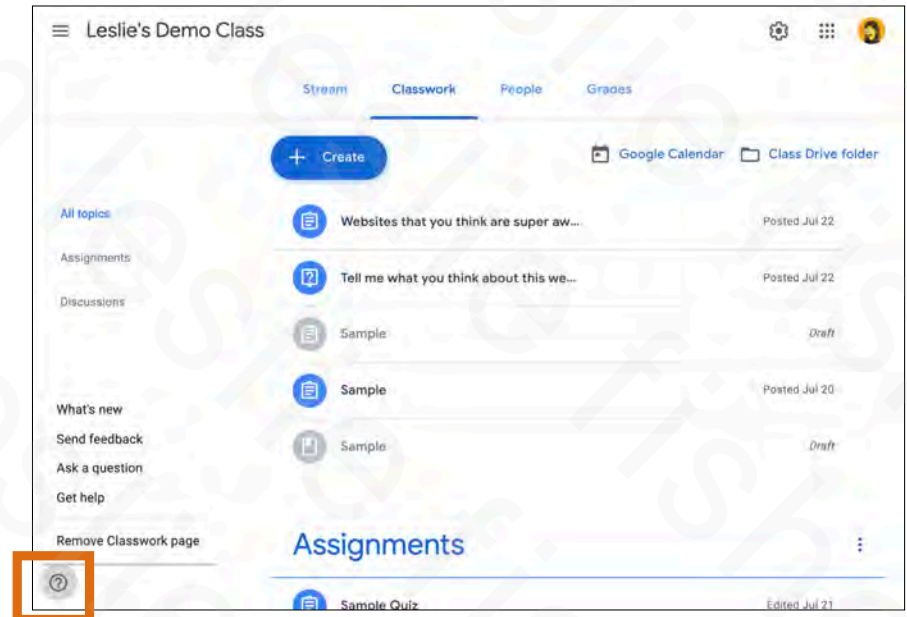 Leslie's Demo Class
Stream Classwork People Grades
+ Create
Google Calendar Class Drive folder
All topics
Assignments
Discussions
Websites that you think are super aw... Posted Jul 22
Tell me what you think about this we... Posted Jul 22
Sample Draft
Sample Posted Jul 20
Sample Draft
What's new
Send feedback
Ask a question
Get help
Remove Classwork page
Assignments
Sample Quiz Edited Jul 21